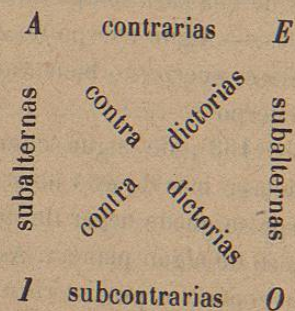 A contrarias E
subalternas
contra dictorias
contra dictorias
subalternas
I subcontrarias O